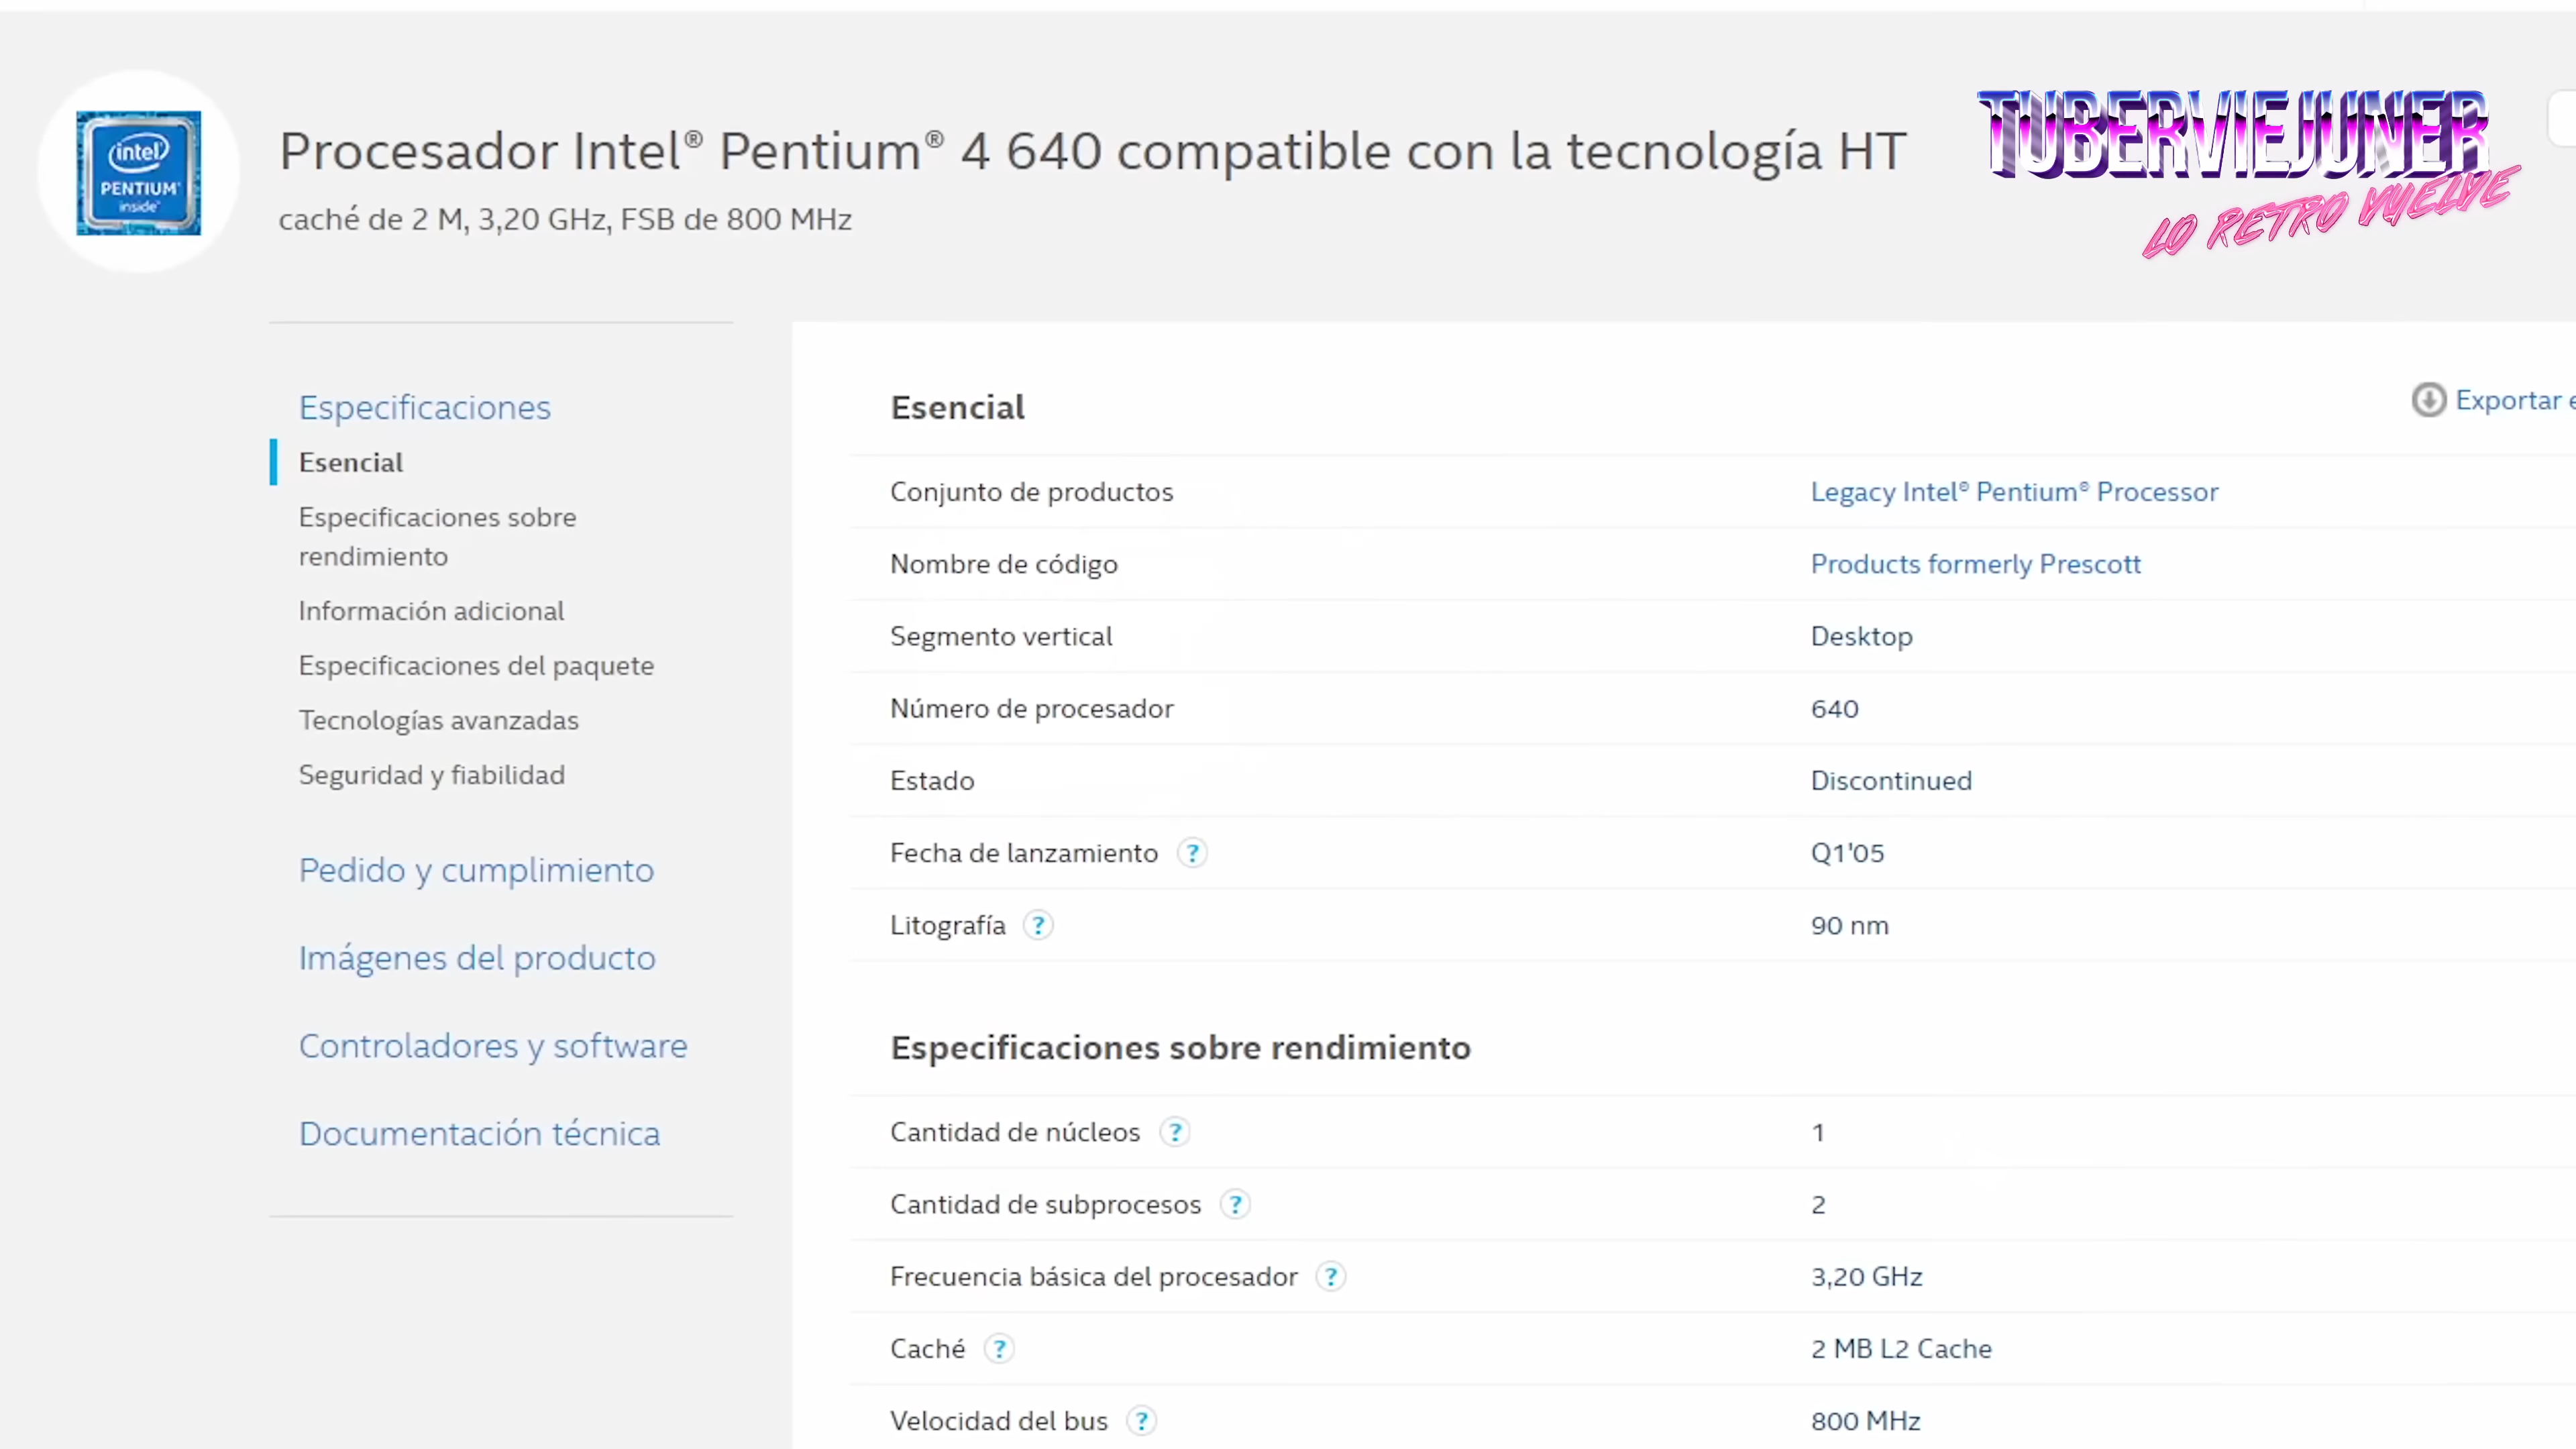 intel
PENTIUM
inside
Procesador Intel® Pentium® 4 640 compatible con la tecnología HT
caché de 2 M, 3,20 GHz, FSB de 800 MHz
TUBERVIEJUNER
LO RETRO VUELVE
Especificaciones
Esencial
Especificaciones sobre
rendimiento
Información adicional
Especificaciones del paquete
Tecnologías avanzadas
Seguridad y fiabilidad
Pedido y cumplimiento
Imágenes del producto
Controladores y software
Documentación técnica
Esencial
Exportar e
Conjunto de productos Legacy Intel® Pentium® Processor
Nombre de código Products formerly Prescott
Segmento vertical Desktop
Número de procesador 640
Estado Discontinued
Fecha de lanzamiento ? Q1'05
Litografía ? 90 nm
Especificaciones sobre rendimiento
Cantidad de núcleos ? 1
Cantidad de subprocesos ? 2
Frecuencia básica del procesador ? 3,20 GHz
Caché ? 2 MB L2 Cache
Velocidad del bus ? 800 MHz